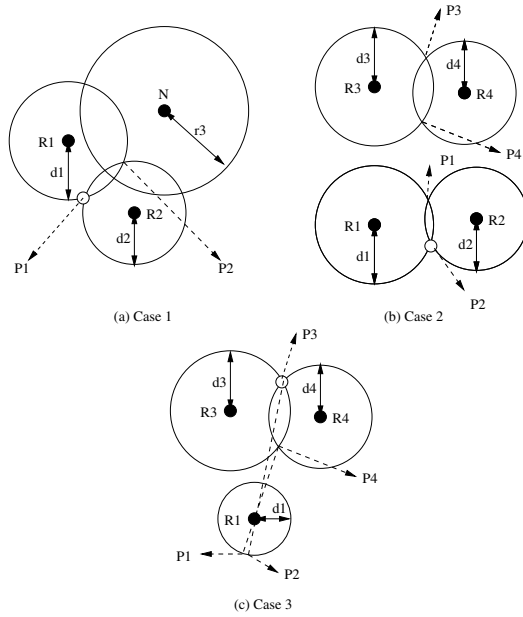 N
r3
R1
d1
R2
d2
P1
P2
(a) Case 1
P3
d3
d4
R3
R4
P4
P1
R1
R2
d1
d2
P2
(b) Case 2
P3
d3
d4
R3
R4
P4
R1
d1
P1
P2
(c) Case 3